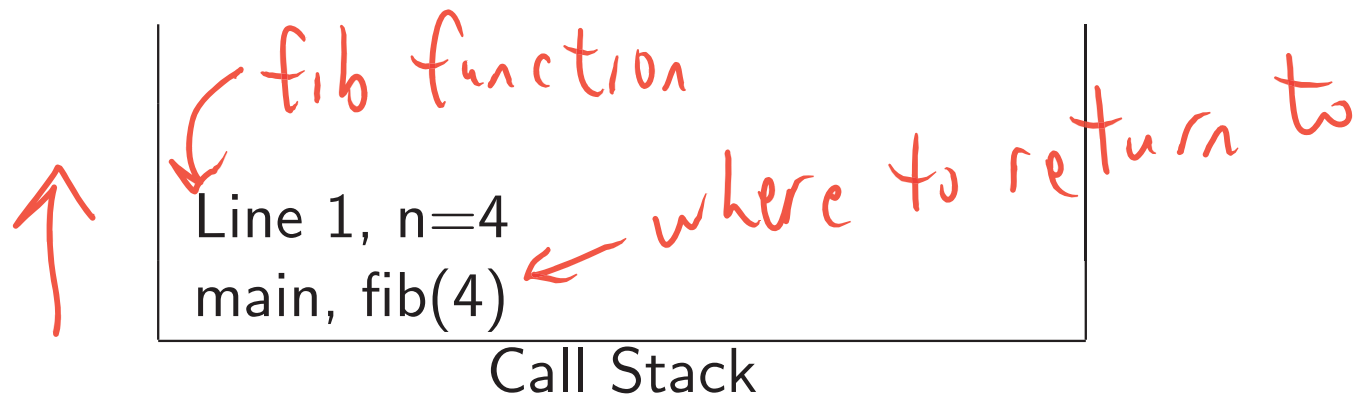 fib function
where to return to
Line 1, n=4
main, fib(4)
Call Stack